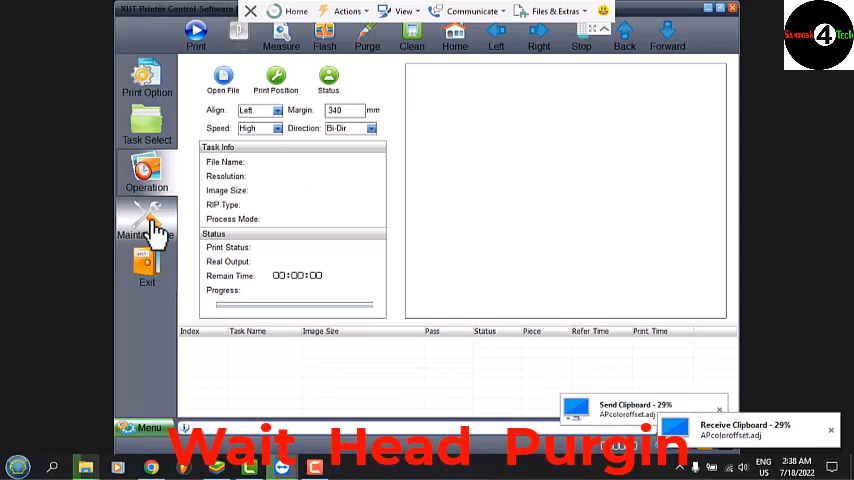 XUT Printer Control Software
Home Actions View Communicate Files & Extras
Print Measure Flash Purge Clean Home Left Right Stop Back Forward
Santosh 4 Tech
Print Option
Task Select
Operation
Exit
Open File Print Position Status
Align: Left Margin: 340 mm
Speed: High Direction: Bi-Dir
Task Info
File Name:
Resolution:
Image Size:
RIP Type:
Process Mode:
Status
Print Status:
Real Output:
Remain Time: 00:00:00
Progress:
Index Task Name Image Size Pass Status Piece Refer Time Print Time
Send Clipboard - 29%
APcoloroffset.adj
Receive Clipboard - 29%
APcoloroffset.adj
Menu
Wait Head Purgin
ENG 2:38 AM
US 7/18/2022